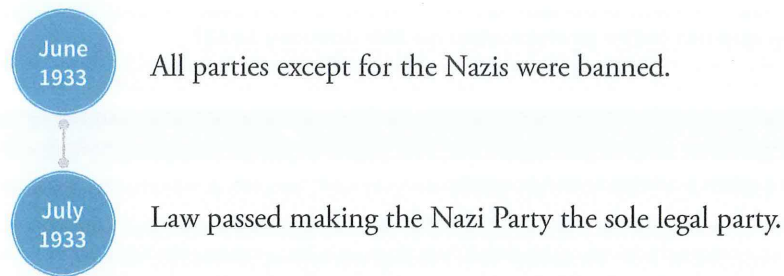 June
1933
All parties except for the Nazis were banned.
July
1933
Law passed making the Nazi Party the sole legal party.